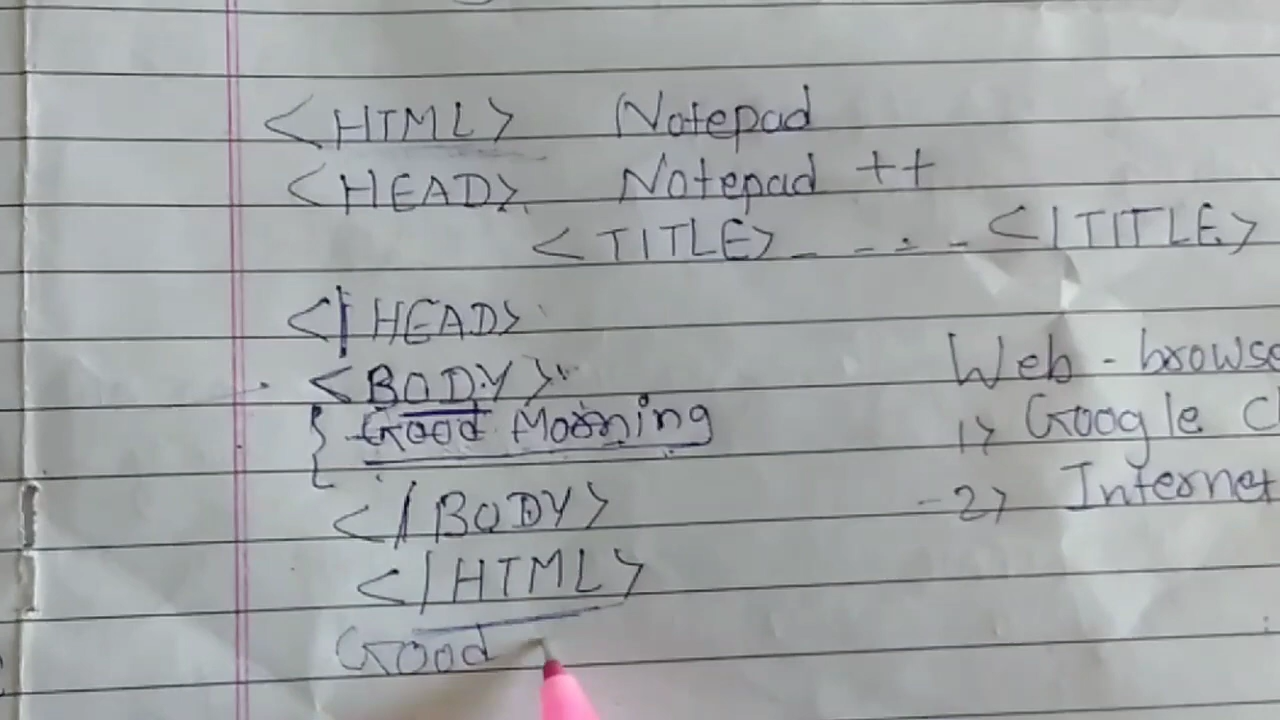 <HTML> Notepad
<HEAD> Notepad ++
<TITLE> - - - - </TITLE>
</HEAD>
<BODY>
Web - browse
Good Morning
1> Google C
</BODY>
2> Internet
</HTML>
Good